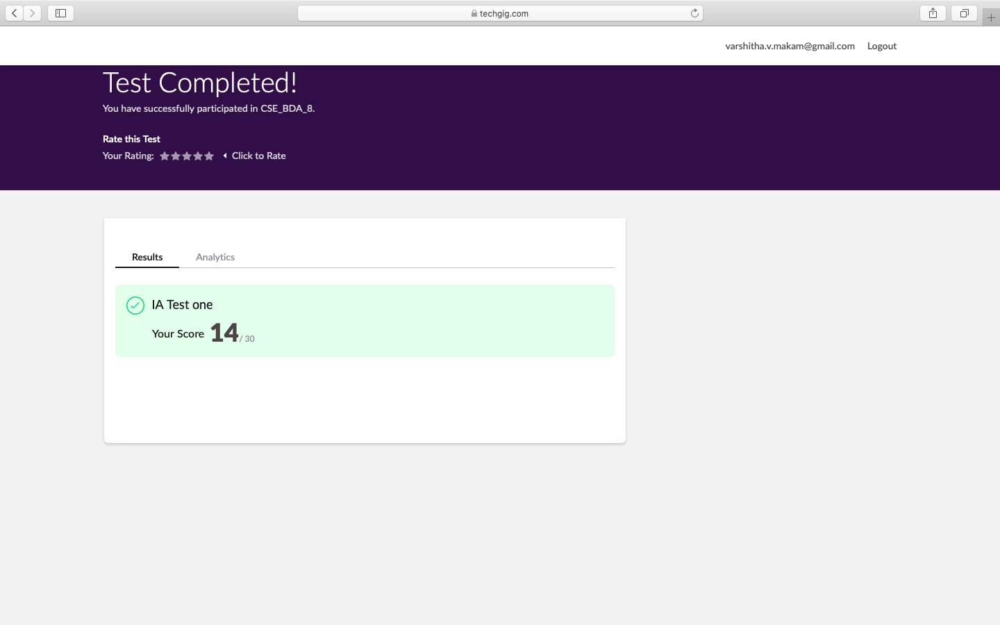 techgig.com
varshitha.v.makam@gmail.com Logout
Test Completed!
You have successfully participated in CSE_BDA_8.
Rate this Test
Your Rating: Click to Rate
Results Analytics
IA Test one
Your Score 14 / 30